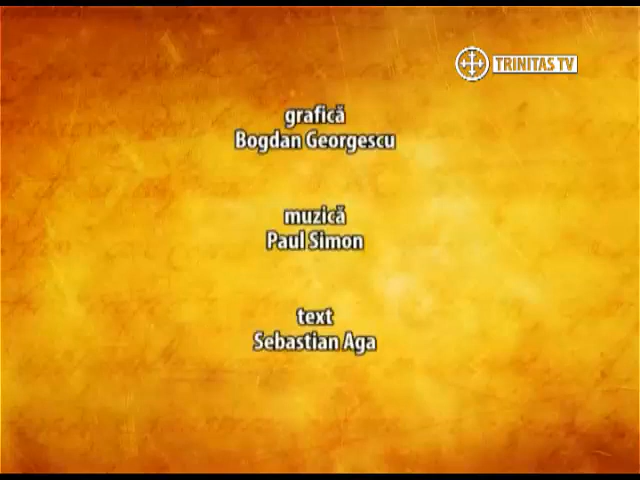 TRINITAS TV
grafică
Bogdan Georgescu
muzică
Paul Simon
text
Sebastian Aga